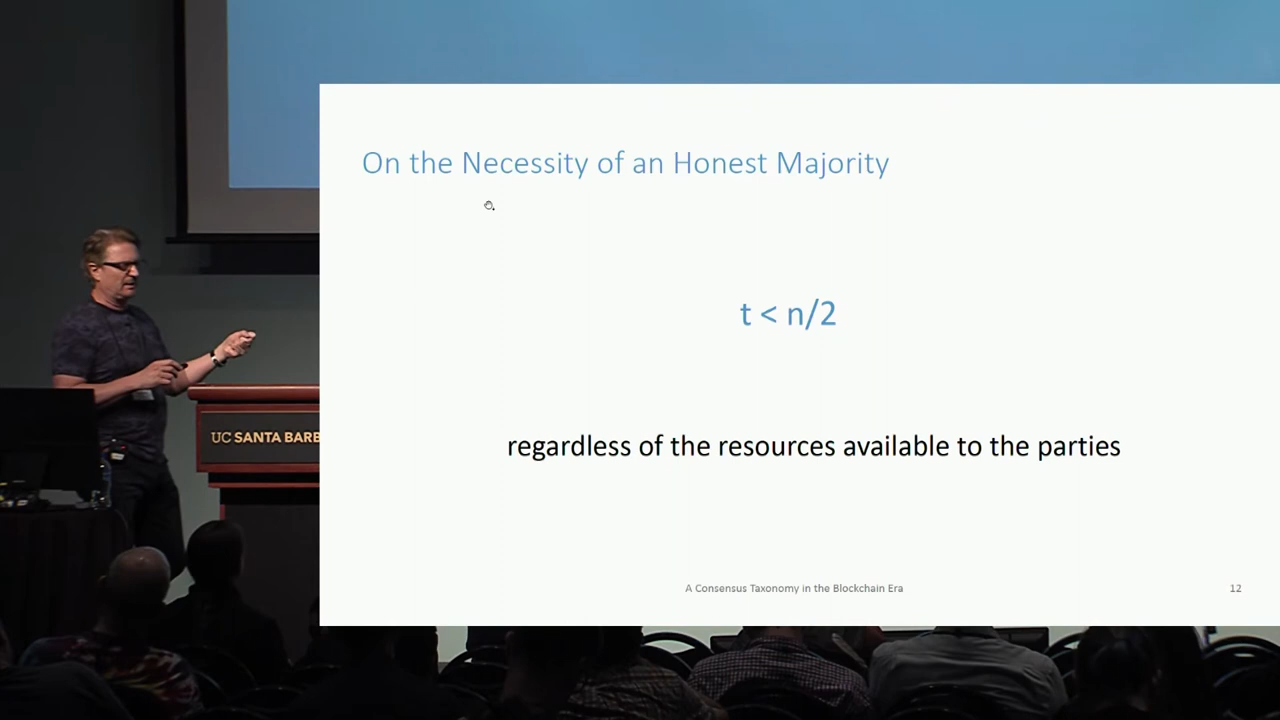 On the Necessity of an Honest Majority
t < n/2
UC SANTA BARB
regardless of the resources available to the parties
A Consensus Taxonomy in the Blockchain Era
12